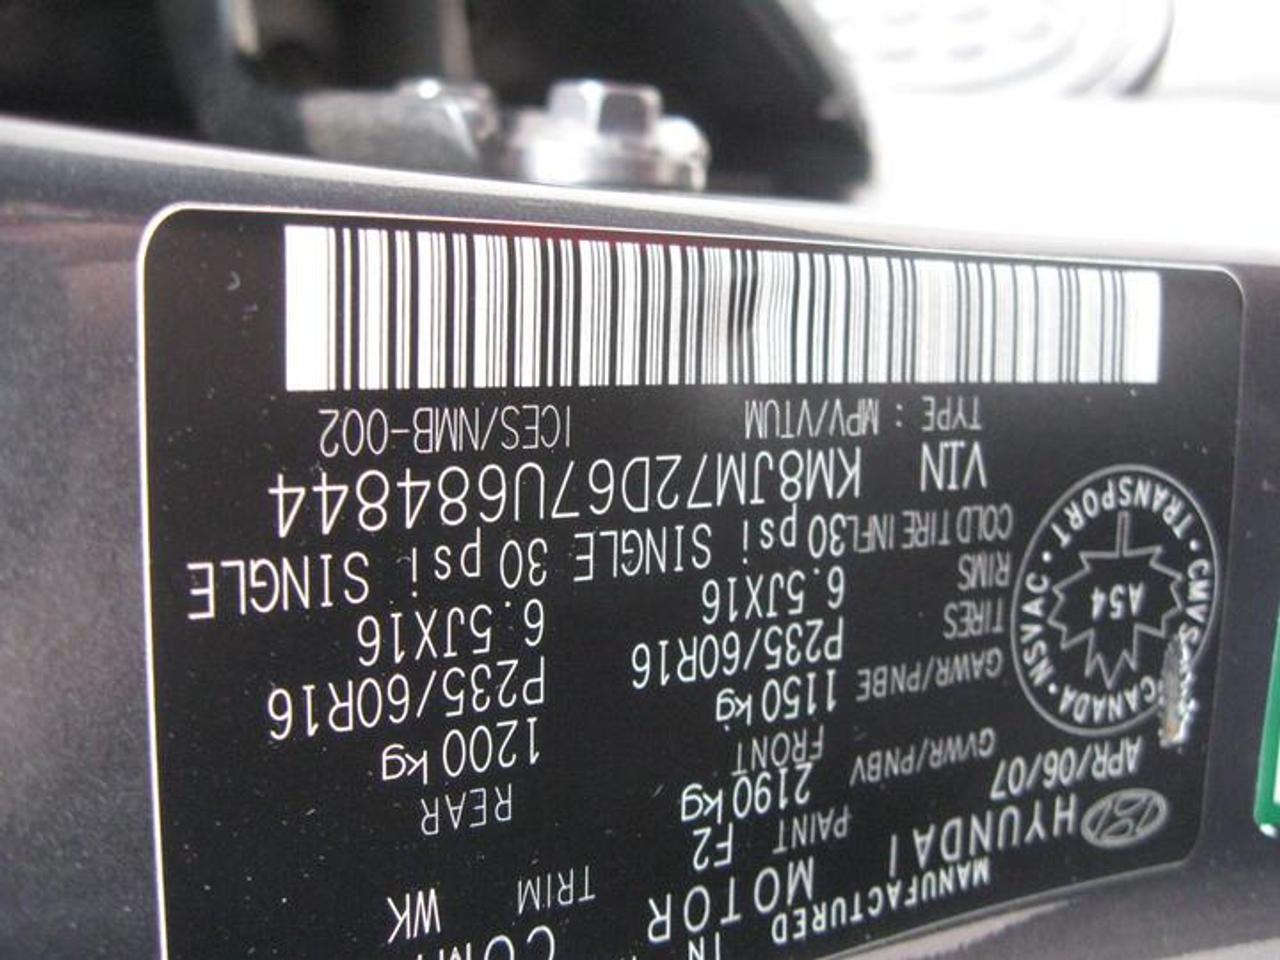 MANUFACTURED IN
HYUNDAI MOTOR
APR/06/07 PAINT F2 TRIM WK
GVWR/PNBV 2190 kg
FRONT REAR
GAWR/PNBE 1150 kg 1200 kg
TIRES P235/60R16 P235/60R16
RIMS 6.5JX16 6.5JX16
COLD TIRE INFL 30 psi SINGLE 30 psi SINGLE
VIN KM8JM72D67U684844
TYPE : MPV/VTUM ICES/NMB-002
CANADA • NSVAC • TRANSPORT • CMVSS
A54